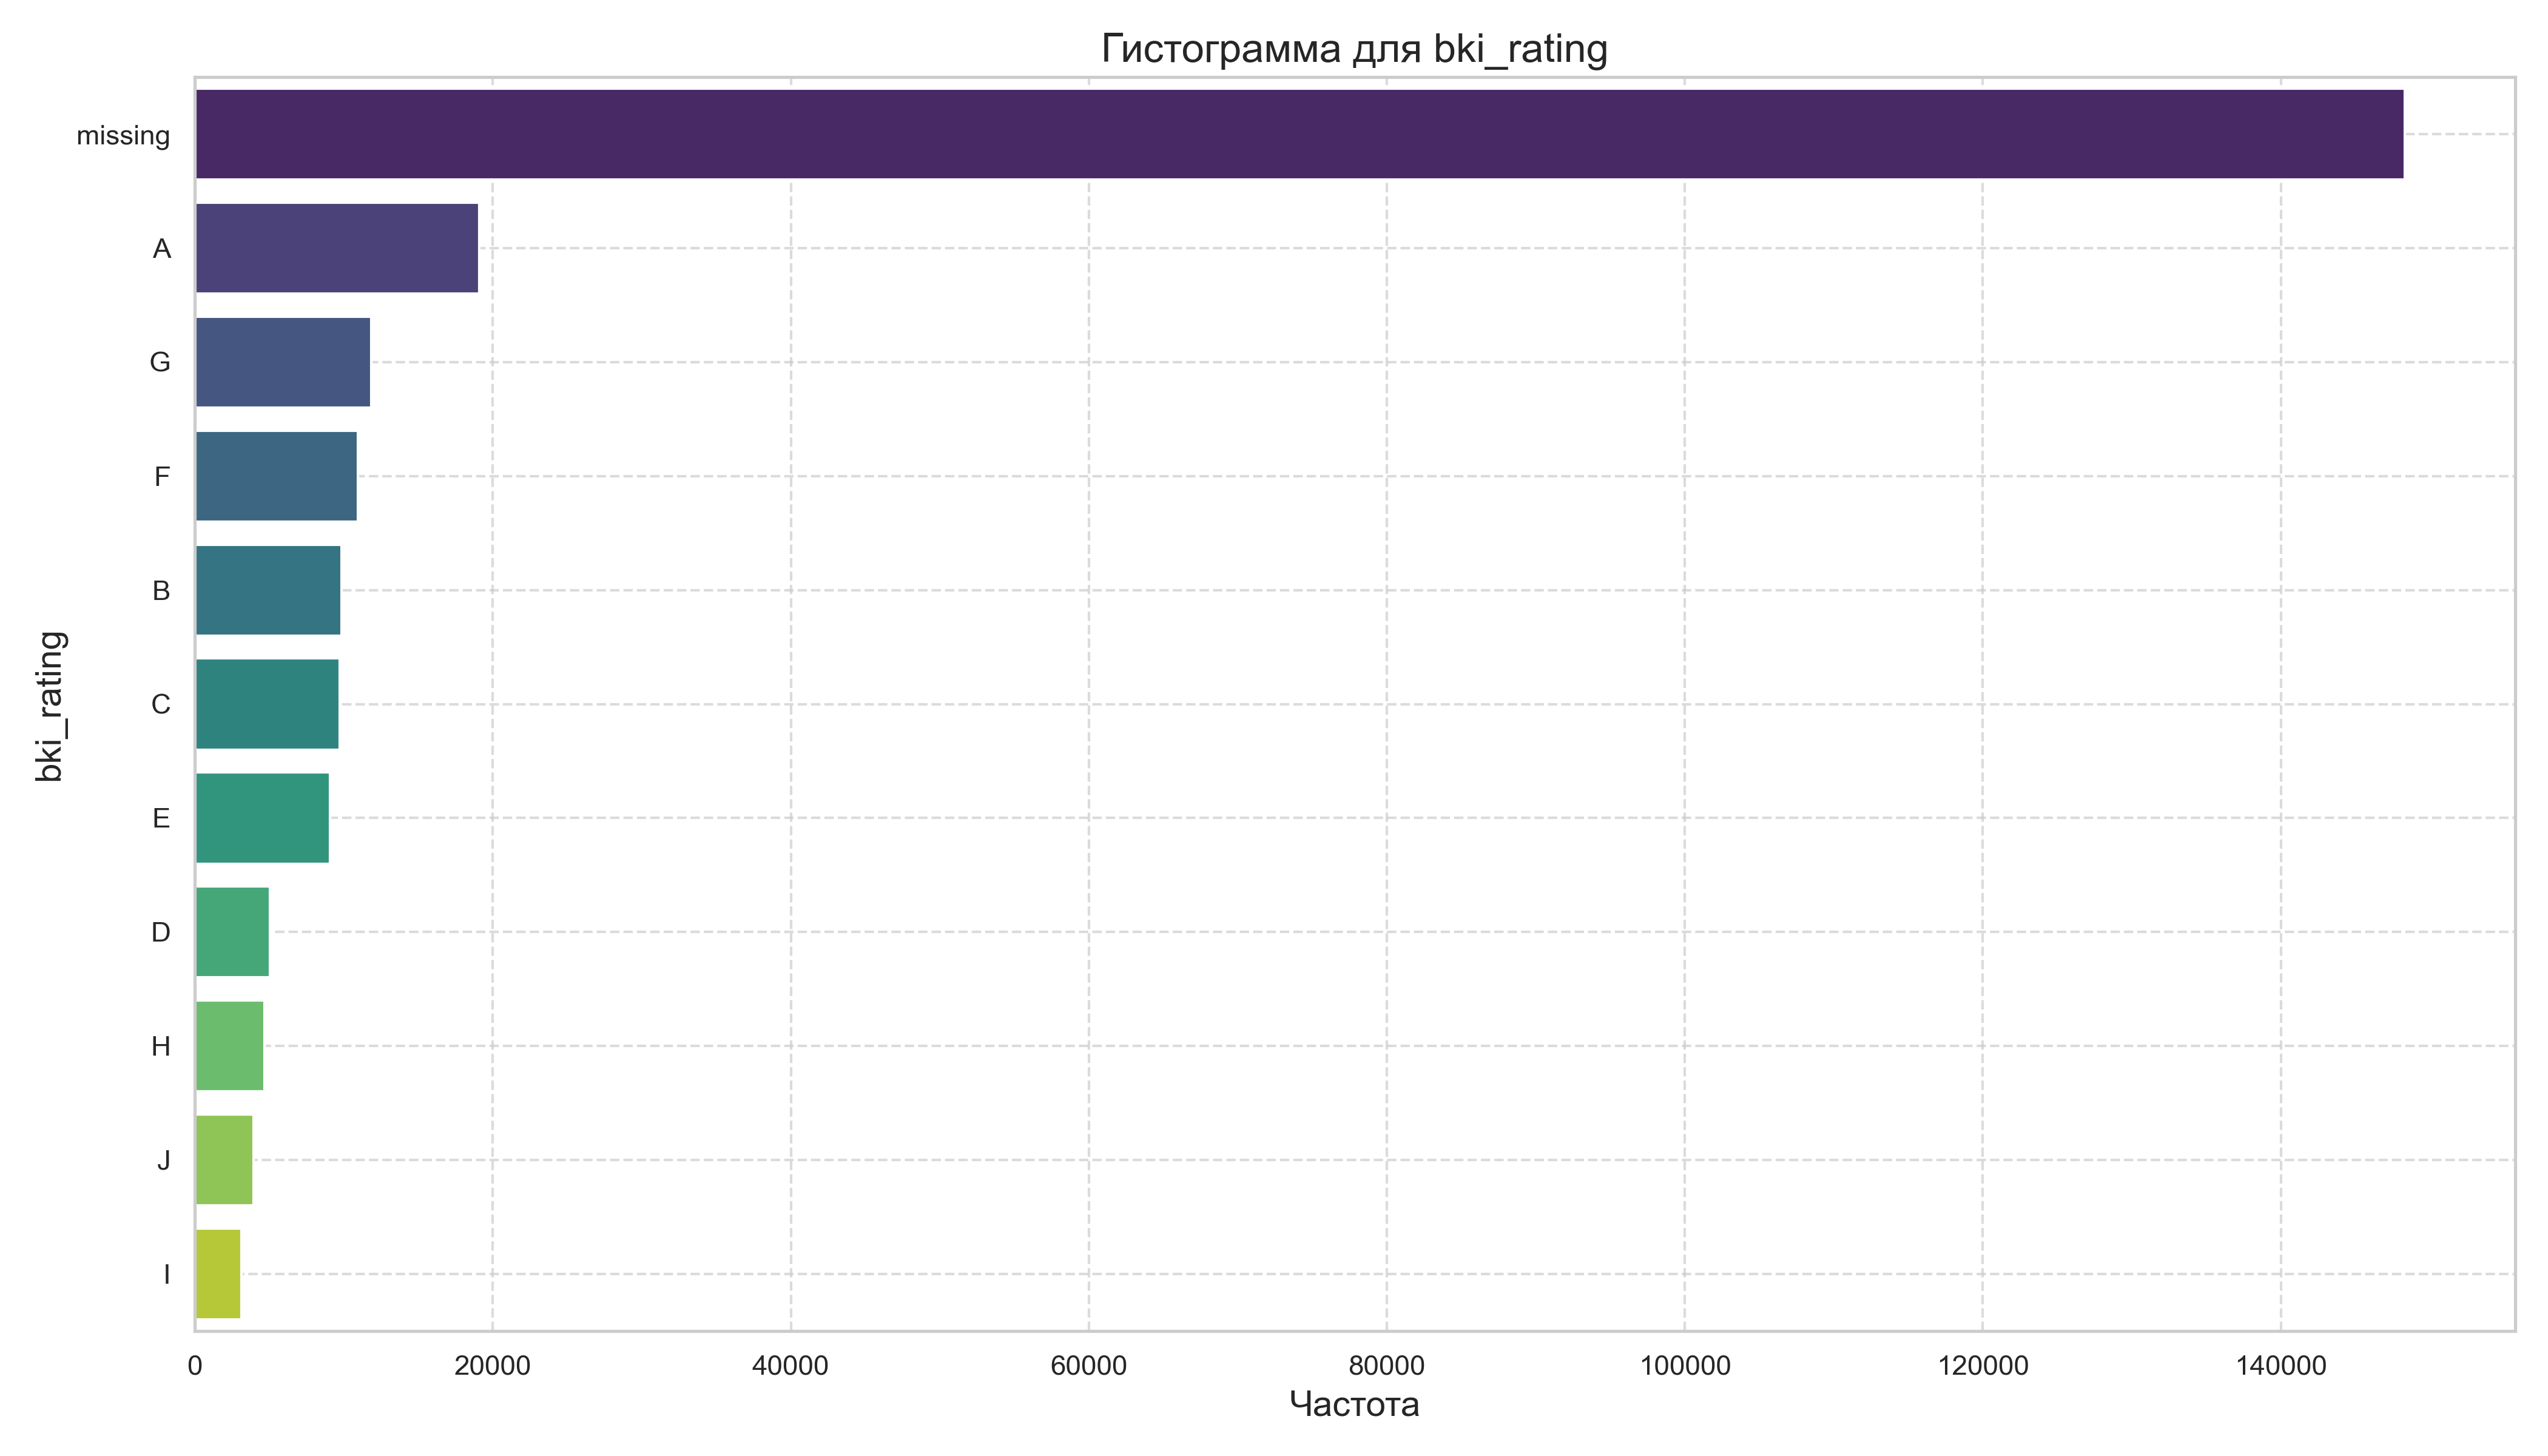 Гистограмма для bki_rating
missing
A
G
F
B
C
E
D
H
J
I
bki_rating
0 20000 40000 60000 80000 100000 120000 140000
Частота